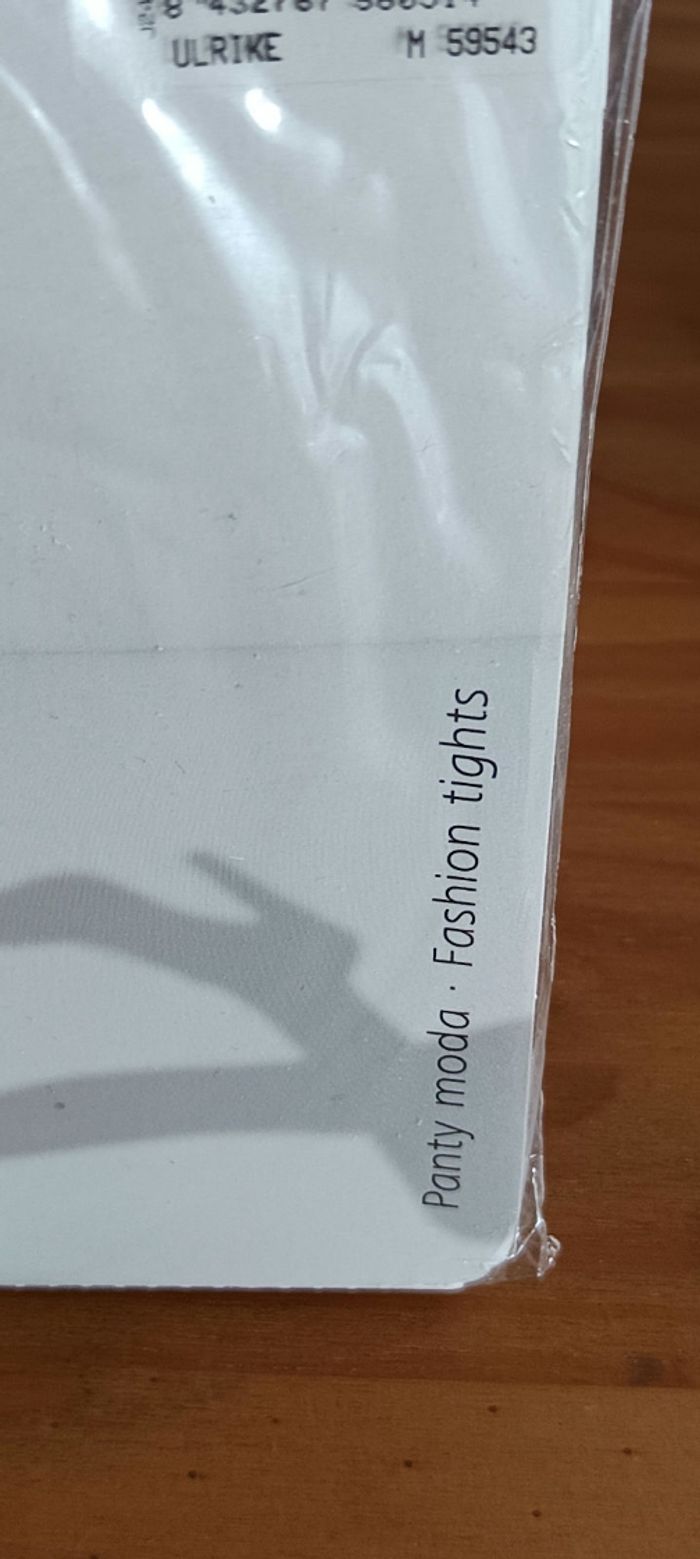 ULRIKE M 59543
Panty moda · Fashion tights